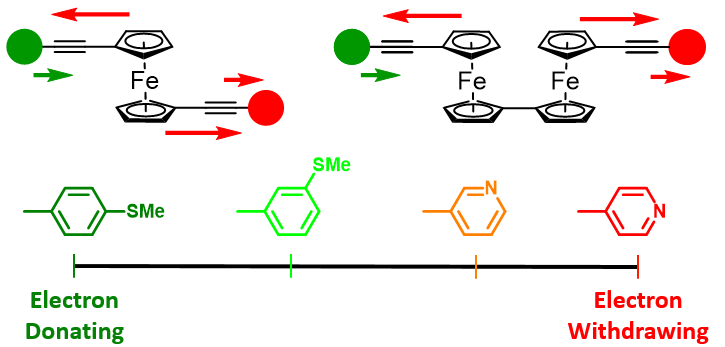 Fe
Fe
Fe
SMe
SMe
N
N
Electron
Donating
Electron
Withdrawing